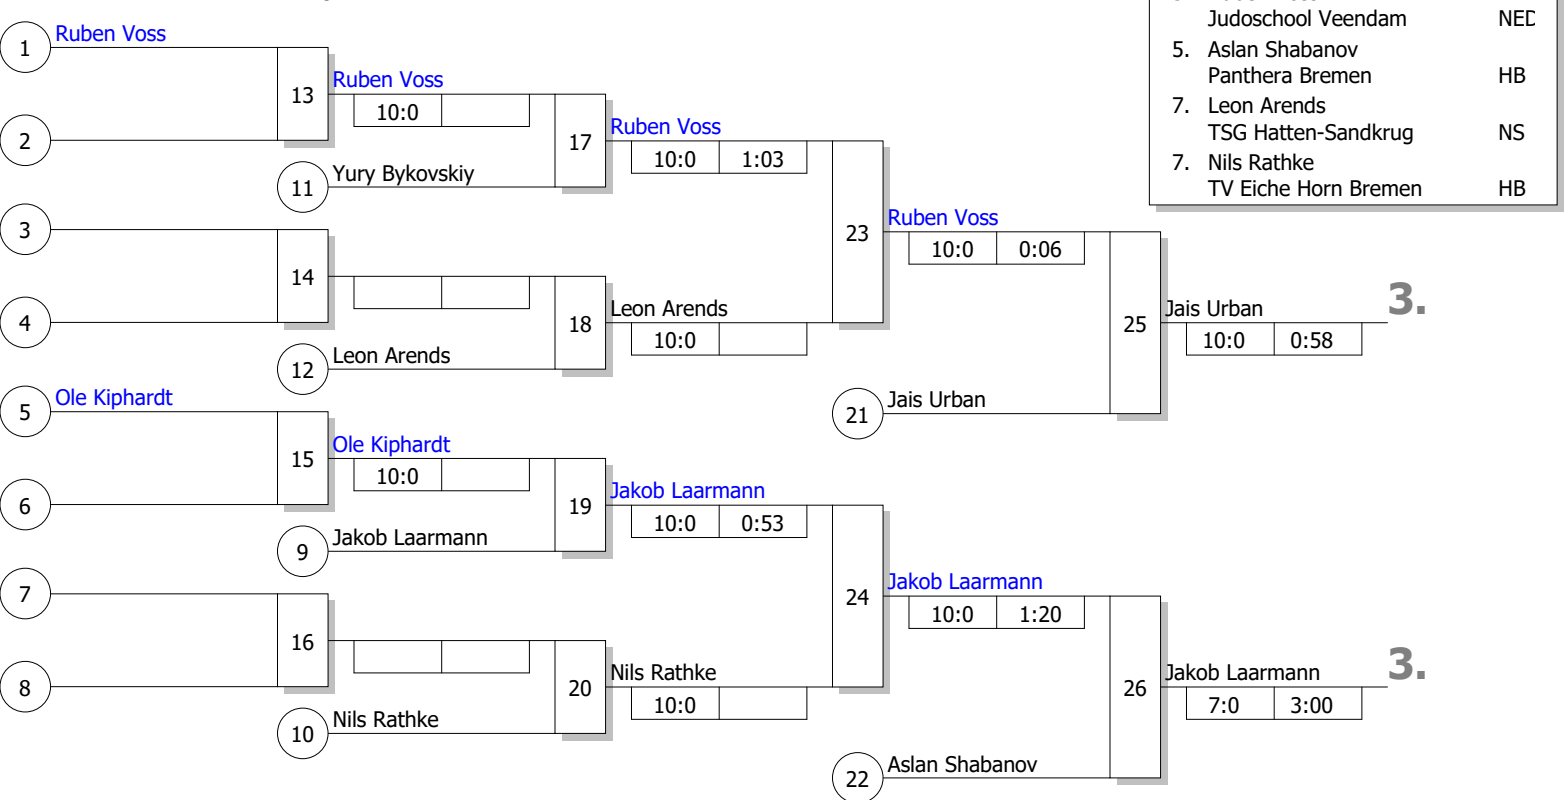 Judoschool Veendam NED
5. Aslan Shabanov
Panthera Bremen HB
7. Leon Arends
TSG Hatten-Sandkrug NS
7. Nils Rathke
TV Eiche Horn Bremen HB
1 Ruben Voss
13 Ruben Voss
10:0
2
11 Yury Bykovskiy
17 Ruben Voss
10:0 1:03
3
14
4
12 Leon Arends
18 Leon Arends
10:0
23 Ruben Voss
10:0 0:06
21 Jais Urban
25 Jais Urban 3.
10:0 0:58
5 Ole Kiphardt
15 Ole Kiphardt
10:0
6
9 Jakob Laarmann
19 Jakob Laarmann
10:0 0:53
7
16
8
10 Nils Rathke
20 Nils Rathke
10:0
24 Jakob Laarmann
10:0 1:20
22 Aslan Shabanov
26 Jakob Laarmann 3.
7:0 3:00